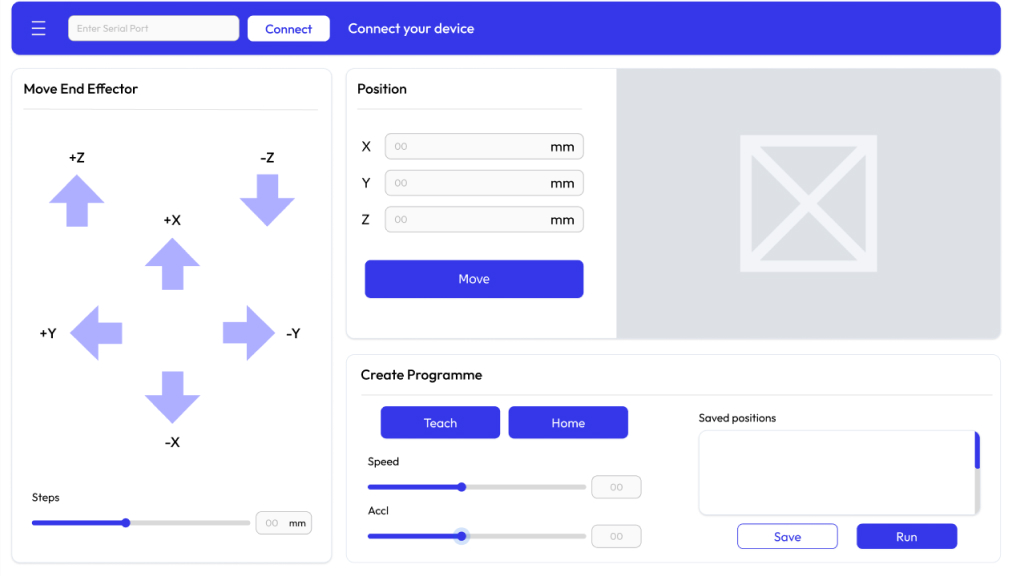 Enter Serial Port
Connect
Connect your device
Move End Effector
+Z
-Z
+X
+Y
-Y
-X
Steps
00 mm
Position
X 00 mm
Y 00 mm
Z 00 mm
Move
Create Programme
Teach
Home
Speed
00
Accl
00
Saved positions
Save
Run